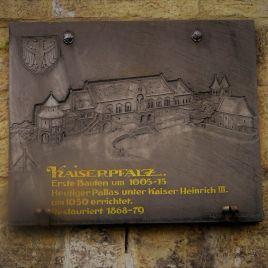 KAISERPFALZ..
Erste Bauten um 1005-15
Heutiger Pallas unter Kaiser Heinrich III.
um 1050 errichtet.
Restauriert 1868-79